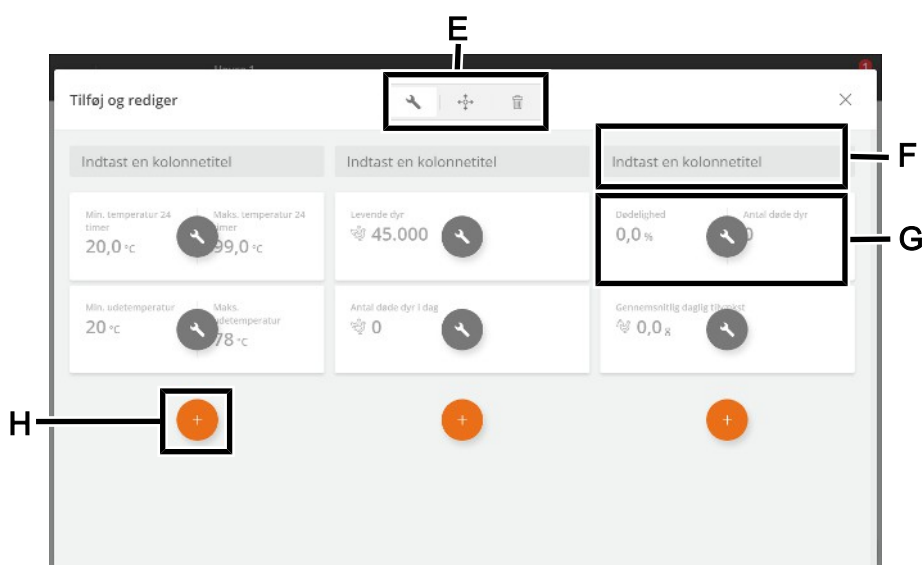 E
1
Tilføj og rediger
Indtast en kolonnetitel
Indtast en kolonnetitel
Indtast en kolonnetitel
F
Min. temperatur 24
timer
20,0 °C
Maks. temperatur 24
timer
99,0 °C
Levende dyr
45.000
Dødelighed
0,0 %
Antal døde dyr
0
G
Min. udetemperatur
20 °C
Maks.
udetemperatur
78 °C
Antal døde dyr i dag
0
Gennemsnitlig daglig tilvækst
0,0 g
H
+
+
+